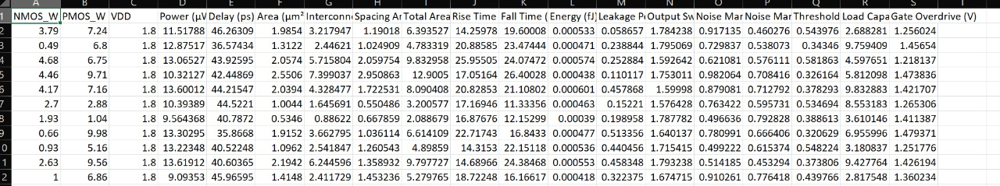 A B C D E F G H I J K L M N O P Q R S T
1 NMOS_W PMOS_W VDD Power (µW Delay (ps) Area (µm² Interconne Spacing Ar Total Area Rise Time Fall Time ( Energy (fJ) Leakage Po Output Sw Noise Mar Noise Mar Threshold Load Capa Gate Overdrive (V)
2 3.79 7.24 1.8 11.51788 46.26309 1.9854 3.217947 1.19018 6.393527 14.25978 19.60008 0.000533 0.058657 1.784238 0.917135 0.460276 0.543976 2.688281 1.256024
3 0.49 6.8 1.8 12.87517 36.57434 1.3122 2.44621 1.024909 4.783319 20.88585 23.47444 0.000471 0.238844 1.795069 0.729837 0.538073 0.34346 9.759409 1.45654
4 4.68 6.75 1.8 13.06527 43.92595 2.0574 5.715804 2.059754 9.832958 25.95505 24.07472 0.000574 0.252884 1.592642 0.621081 0.576111 0.581863 4.597651 1.218137
5 4.46 9.71 1.8 10.32127 42.44869 2.5506 7.399037 2.950863 12.9005 17.05164 26.40028 0.000438 0.110117 1.753011 0.982064 0.708416 0.326164 5.812098 1.473836
6 4.17 7.16 1.8 13.60012 44.21547 2.0394 4.328477 1.722531 8.090408 20.82853 21.10802 0.000601 0.457868 1.59998 0.879081 0.712792 0.378293 9.832883 1.421707
7 2.7 2.88 1.8 10.39389 44.5221 1.0044 1.645691 0.550486 3.200577 17.16946 11.33356 0.000463 0.15221 1.576428 0.763422 0.595731 0.534694 8.553183 1.265306
8 1.93 1.04 1.8 9.564368 40.7872 0.5346 0.88622 0.667859 2.088679 16.87676 12.15299 0.00039 0.198958 1.787782 0.496636 0.792828 0.388613 3.610146 1.411387
9 0.66 9.98 1.8 13.30295 35.8668 1.9152 3.662795 1.036114 6.614109 22.71743 16.8433 0.000477 0.513356 1.640137 0.780991 0.666406 0.320629 6.955996 1.479371
0 0.93 5.16 1.8 13.22348 40.52248 1.0962 2.541847 1.260543 4.89859 14.3153 22.15118 0.000536 0.440456 1.715415 0.499222 0.615374 0.548224 3.180837 1.251776
1 2.63 9.56 1.8 13.61912 40.60365 2.1942 6.244596 1.358932 9.797727 14.68966 24.38468 0.000553 0.458348 1.793238 0.514185 0.453294 0.373806 9.427764 1.426194
2 1 6.86 1.8 9.09353 45.96595 1.4148 2.411729 1.453236 5.279765 18.72248 16.16617 0.000418 0.322375 1.674715 0.910261 0.776418 0.439766 2.817548 1.360234